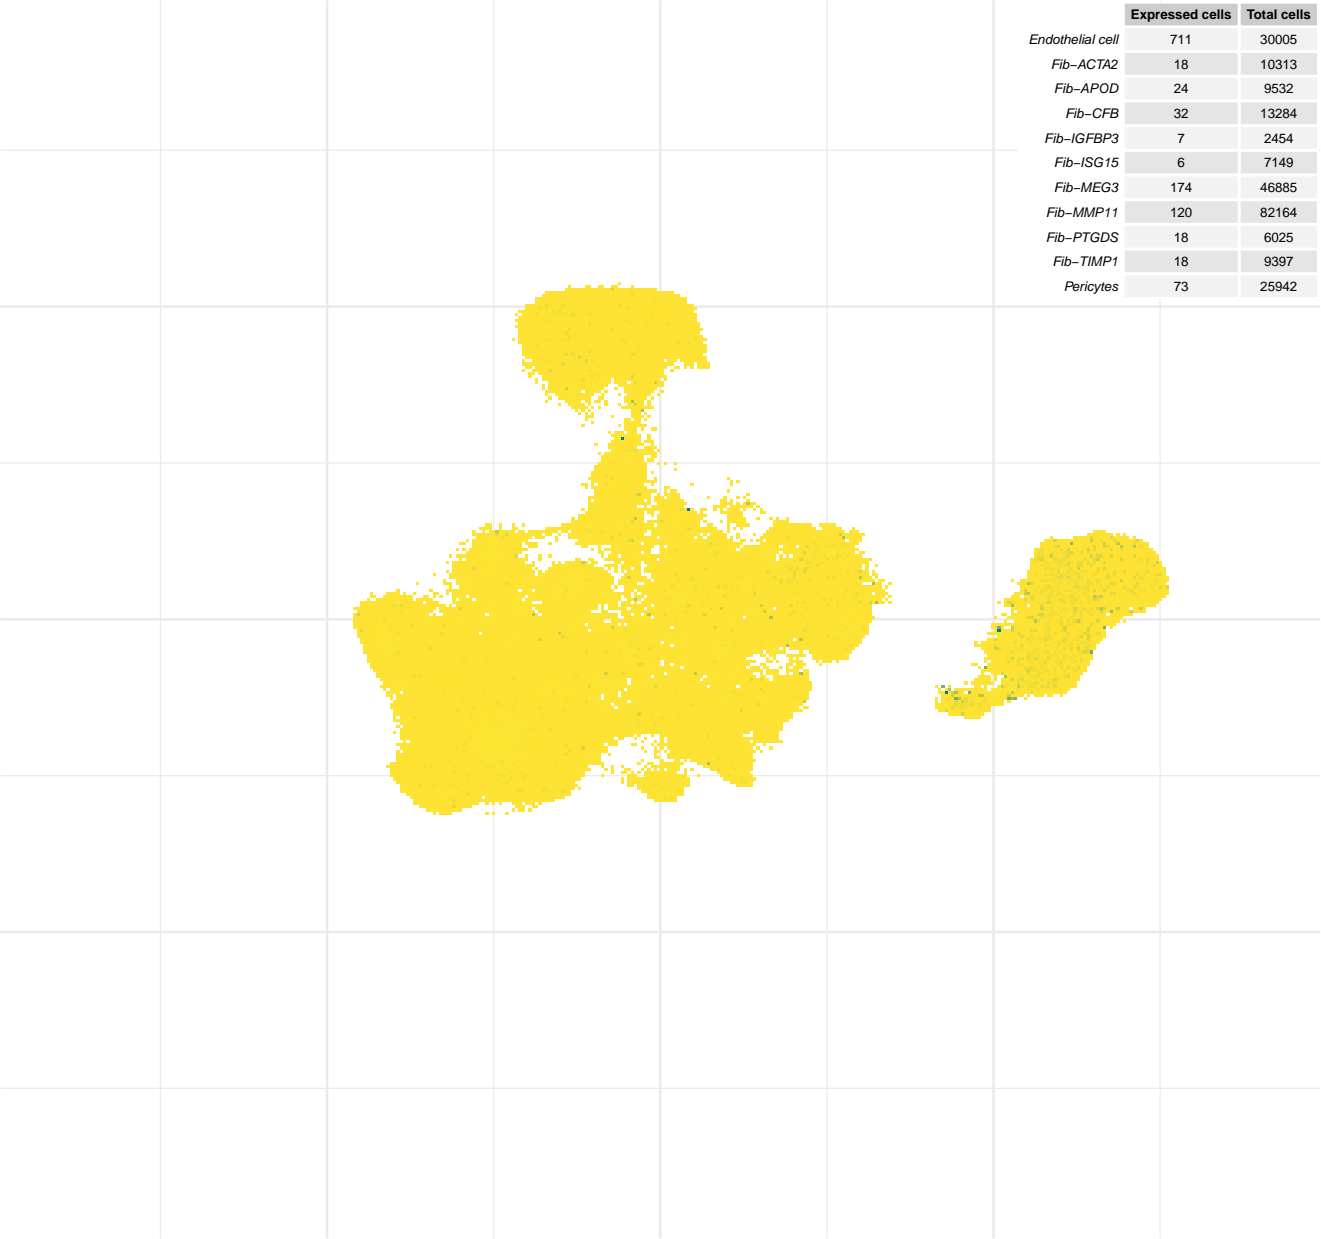 Expressed cells Total cells
Endothelial cell 711 30005
Fib−ACTA2 18 10313
Fib−APOD 24 9532
Fib−CFB 32 13284
Fib−IGFBP3 7 2454
Fib−ISG15 6 7149
Fib−MEG3 174 46885
Fib−MMP11 120 82164
Fib−PTGDS 18 6025
Fib−TIMP1 18 9397
Pericytes 73 25942